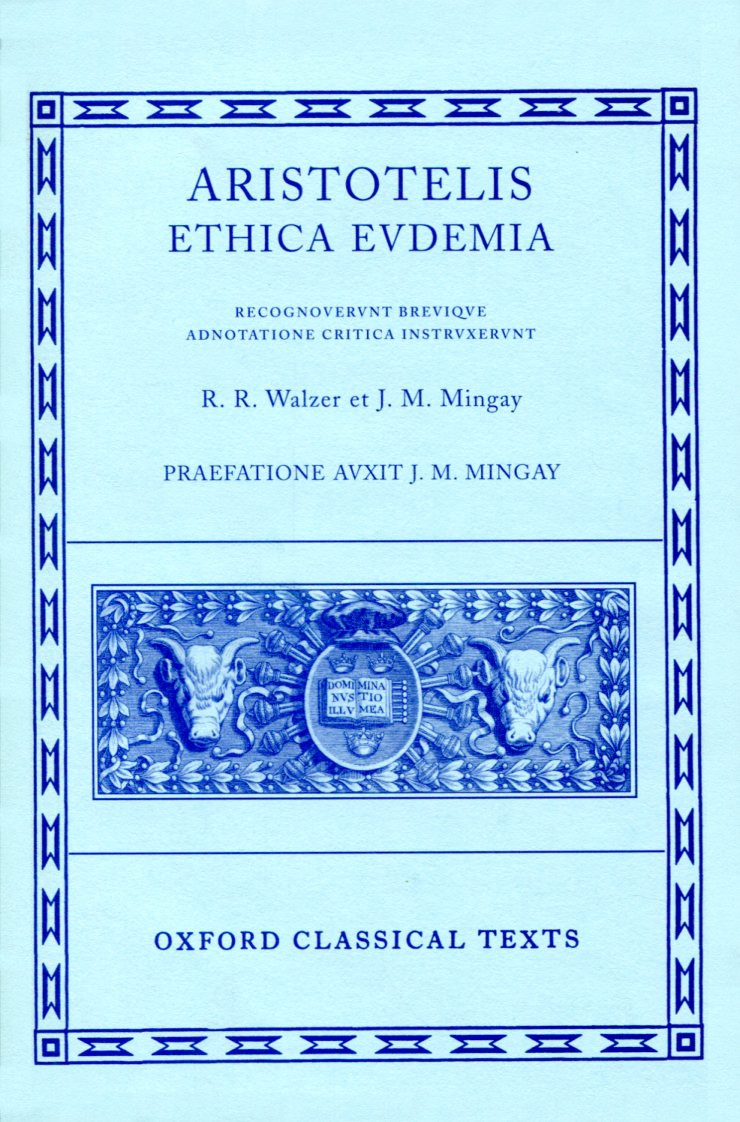 ARISTOTELIS
ETHICA EVDEMIA
RECOGNOVERVNT BREVIQVE
ADNOTATIONE CRITICA INSTRVXERVNT
R. R. Walzer et J. M. Mingay
PRAEFATIONE AVXIT J. M. MINGAY
DOMI MINA
NVS TIO
ILLV MEA
OXFORD CLASSICAL TEXTS